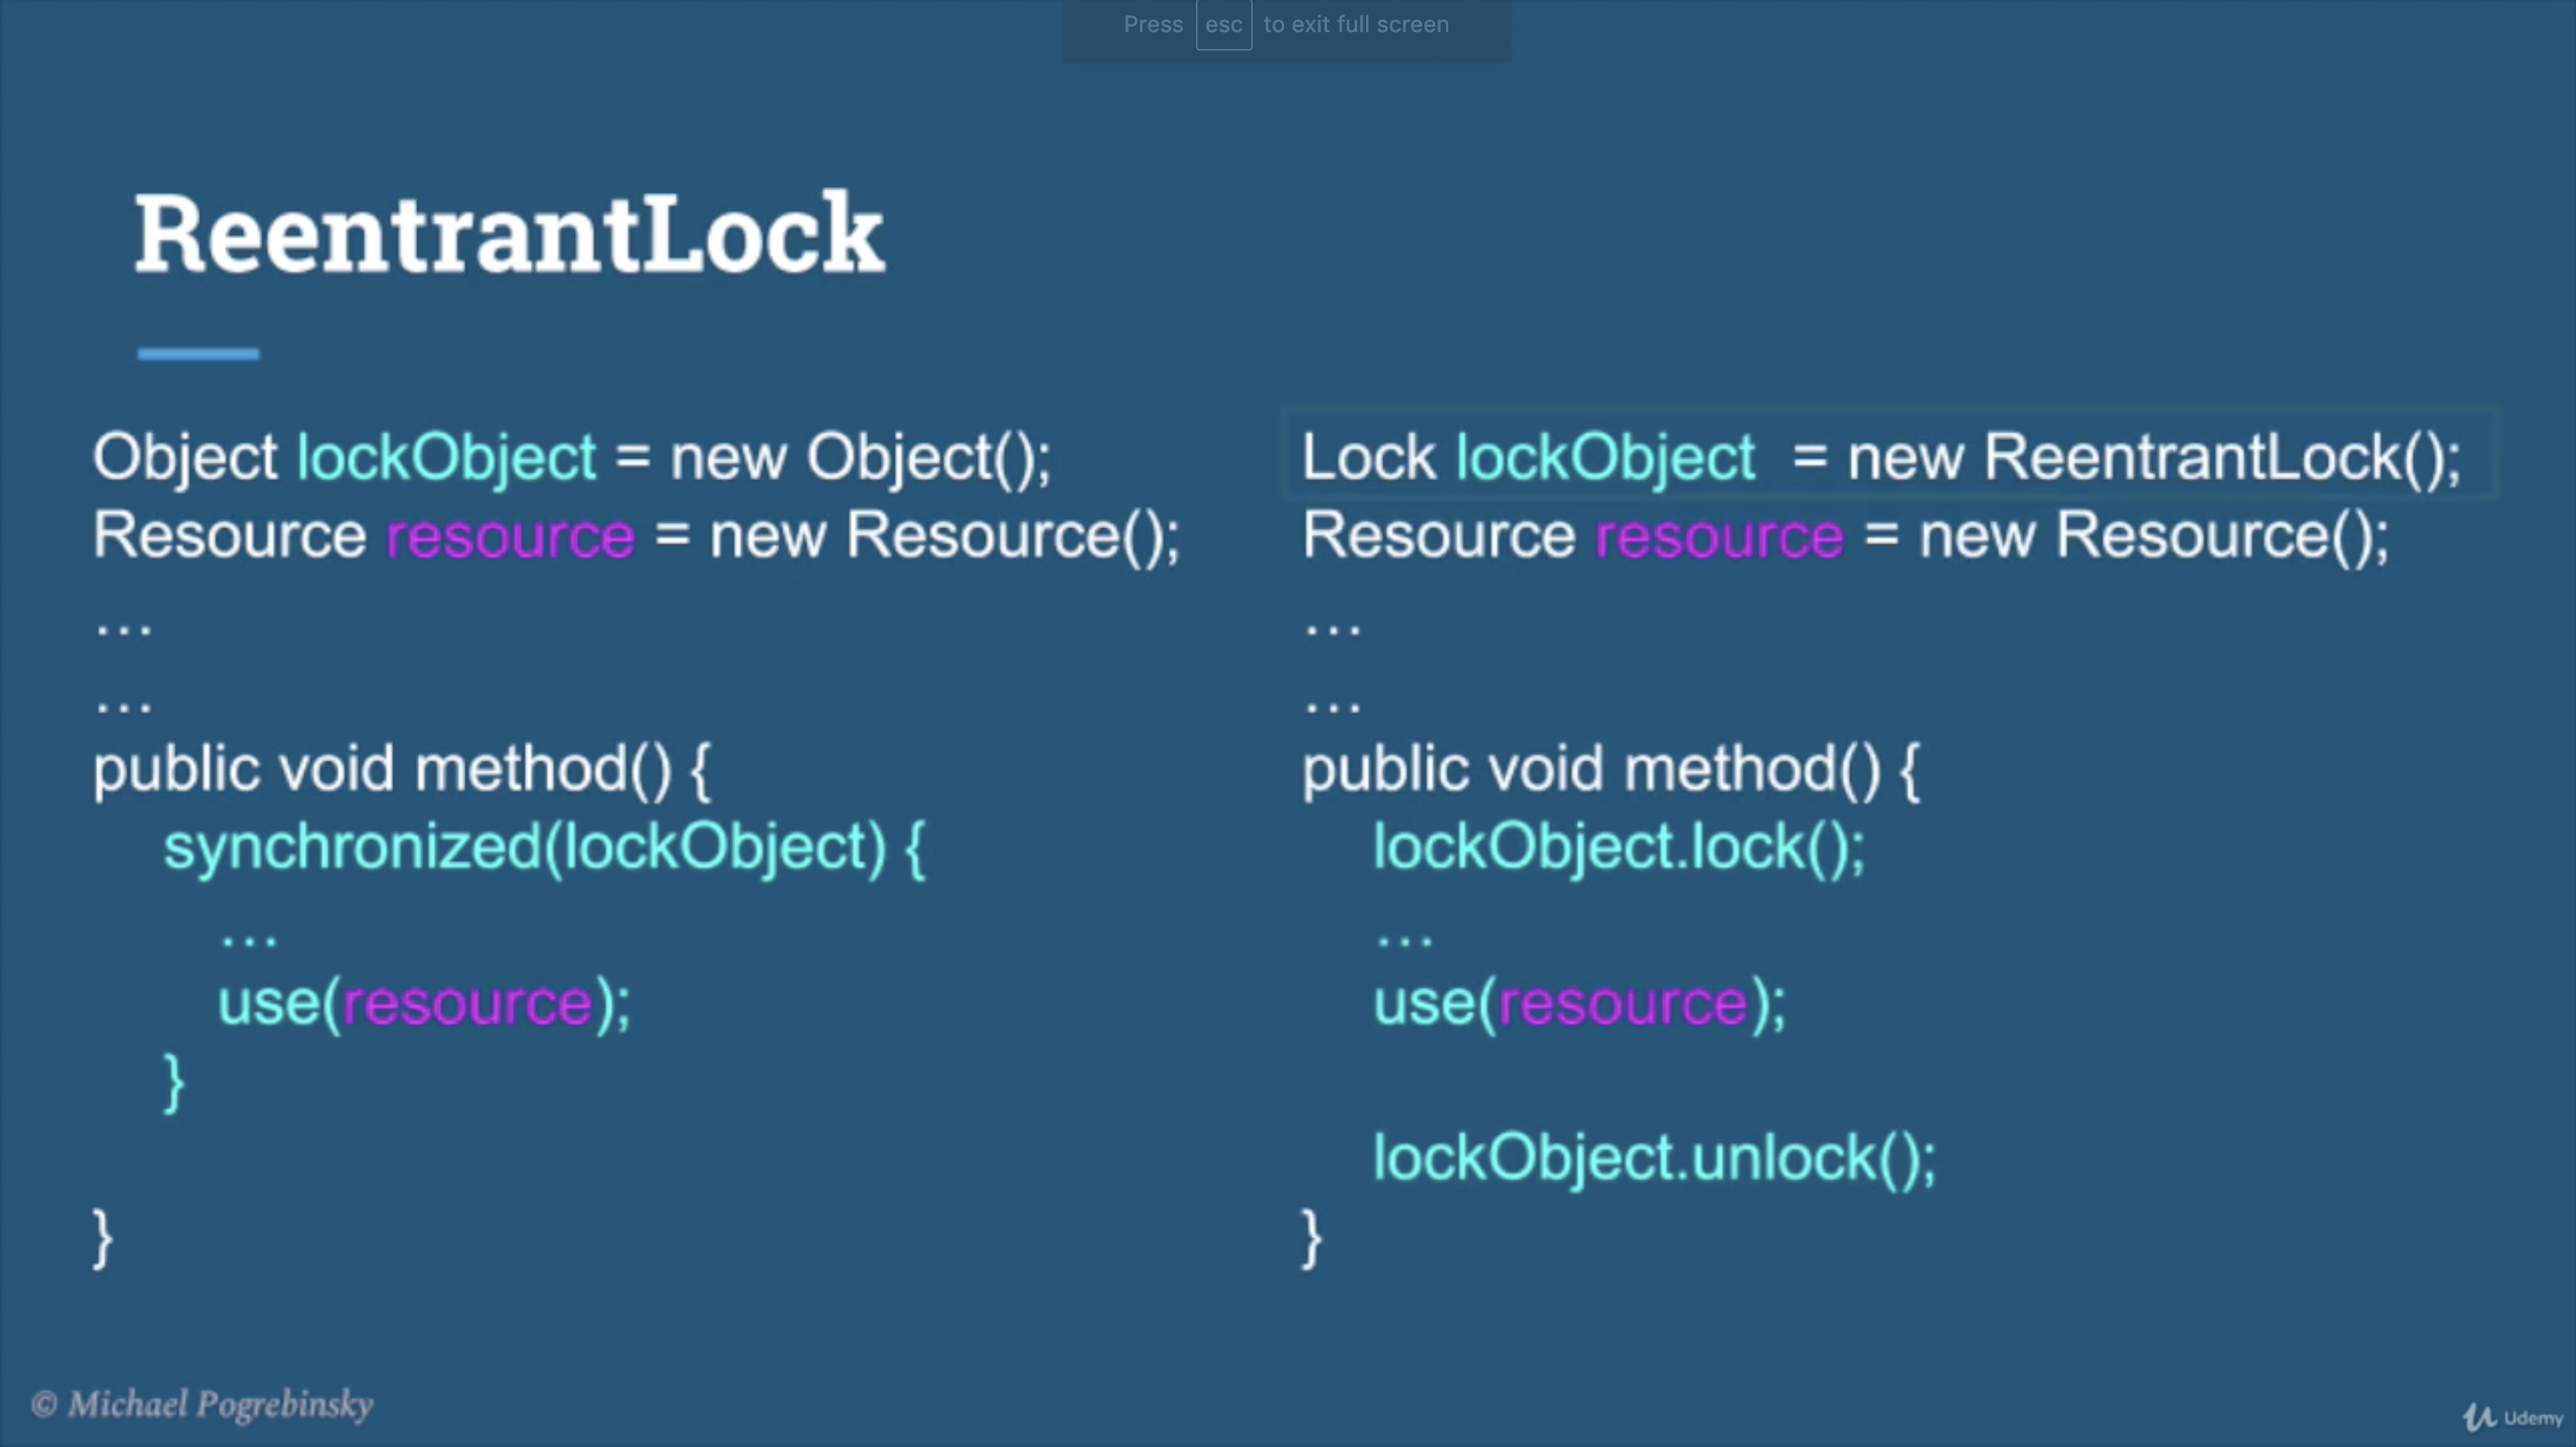 Press esc to exit full screen
ReentrantLock
Object lockObject = new Object();
Resource resource = new Resource();
...
...
public void method() {
synchronized(lockObject) {
...
use(resource);
}
}
Lock lockObject = new ReentrantLock();
Resource resource = new Resource();
...
...
public void method() {
lockObject.lock();
...
use(resource);
lockObject.unlock();
}
© Michael Pogrebinsky
Udemy